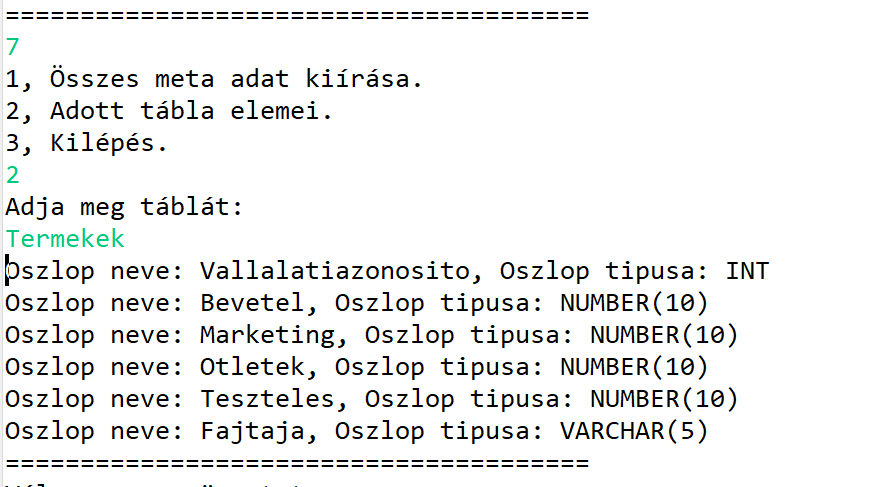 =======================================
7
1, Összes meta adat kiírása.
2, Adott tábla elemei.
3, Kilépés.
2
Adja meg táblát:
Termekek
Oszlop neve: Vallalatiazonosito, Oszlop tipusa: INT
Oszlop neve: Bevetel, Oszlop tipusa: NUMBER(10)
Oszlop neve: Marketing, Oszlop tipusa: NUMBER(10)
Oszlop neve: Otletek, Oszlop tipusa: NUMBER(10)
Oszlop neve: Teszteles, Oszlop tipusa: NUMBER(10)
Oszlop neve: Fajtaja, Oszlop tipusa: VARCHAR(5)
=======================================